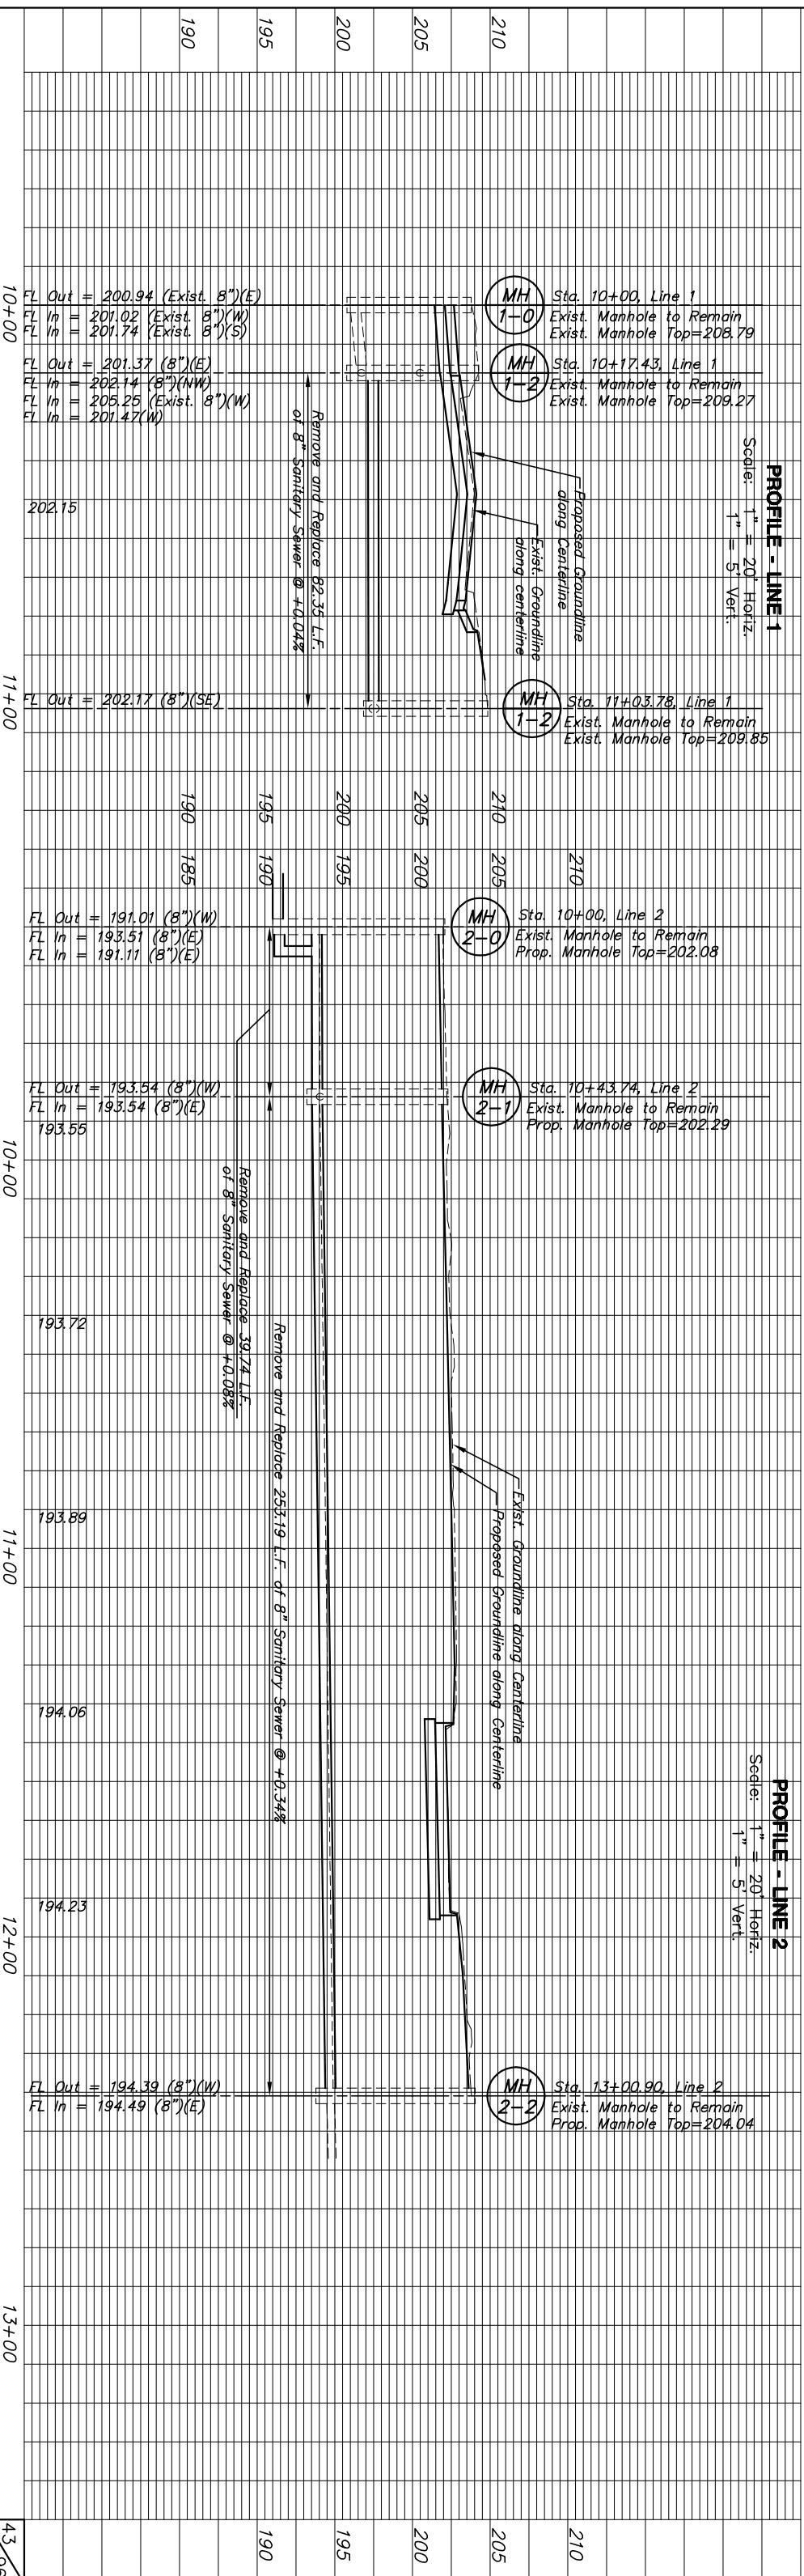 PROFILE - LINE 1
Scale: 1" = 20' Horiz.
1" = 5' Vert.
210
205
200
195
190
MH
1-0
Sta. 10+00, Line 1
Exist. Manhole to Remain
Exist. Manhole Top=208.79
MH
1-2
Sta. 10+17.43, Line 1
Exist. Manhole to Remain
Exist. Manhole Top=209.27
MH
1-2
Sta. 11+03.78, Line 1
Exist. Manhole to Remain
Exist. Manhole Top=209.85
Proposed Groundline
along Centerline
Exist. Groundline
along centerline
Remove and Replace 82.35 L.F.
of 8" Sanitary Sewer @ +0.04%
FL Out = 200.94 (Exist. 8")(E)
FL In = 201.02 (Exist. 8")(W)
FL In = 201.74 (Exist. 8")(S)
FL Out = 201.37 (8")(E)
FL In = 202.14 (8")(NW)
FL In = 205.25 (Exist. 8")(W)
FL In = 201.47(W)
202.15
FL Out = 202.17 (8")(SE)
10+00
11+00
210
205
200
195
190
PROFILE - LINE 2
Scale: 1" = 20' Horiz.
1" = 5' Vert.
210
205
200
195
190
185
MH
2-0
Sta. 10+00, Line 2
Exist. Manhole to Remain
Prop. Manhole Top=202.08
MH
2-1
Sta. 10+43.74, Line 2
Exist. Manhole to Remain
Prop. Manhole Top=202.29
MH
2-2
Sta. 13+00.90, Line 2
Exist. Manhole to Remain
Prop. Manhole Top=204.04
Exist. Groundline along Centerline
Proposed Groundline along Centerline
Remove and Replace 253.19 L.F. of 8" Sanitary Sewer @ +0.34%
Remove and Replace 39.74 L.F.
of 8" Sanitary Sewer @ +0.08%
FL Out = 191.01 (8")(W)
FL In = 193.51 (8")(E)
FL In = 191.11 (8")(E)
FL Out = 193.54 (8")(W)
FL In = 193.54 (8")(E)
193.55
193.72
193.89
194.06
194.23
FL Out = 194.39 (8")(W)
FL In = 194.49 (8")(E)
10+00
11+00
12+00
13+00
210
205
200
195
190
43